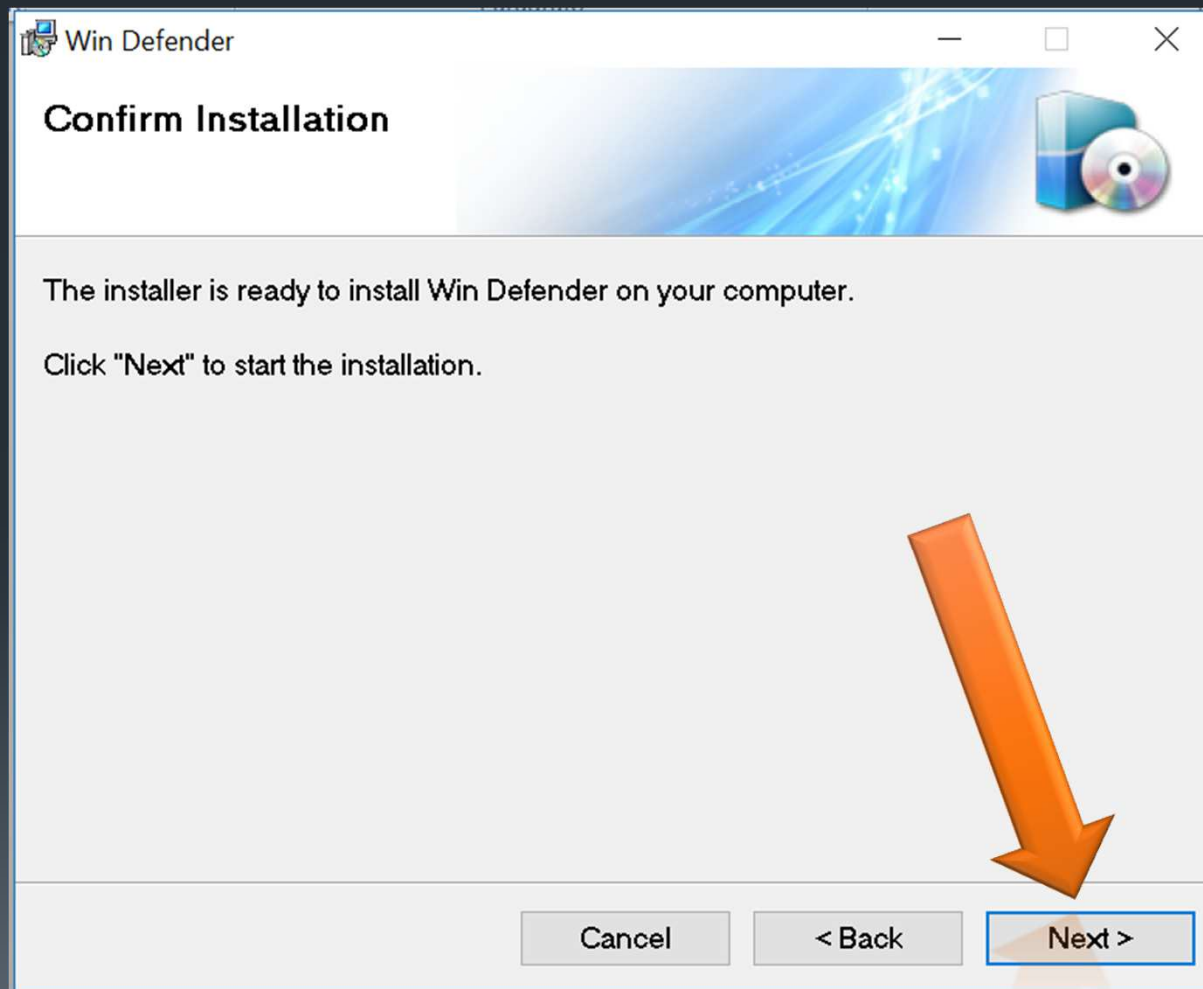 Win Defender
Confirm Installation
The installer is ready to install Win Defender on your computer.
Click "Next" to start the installation.
Cancel
< Back
Next >